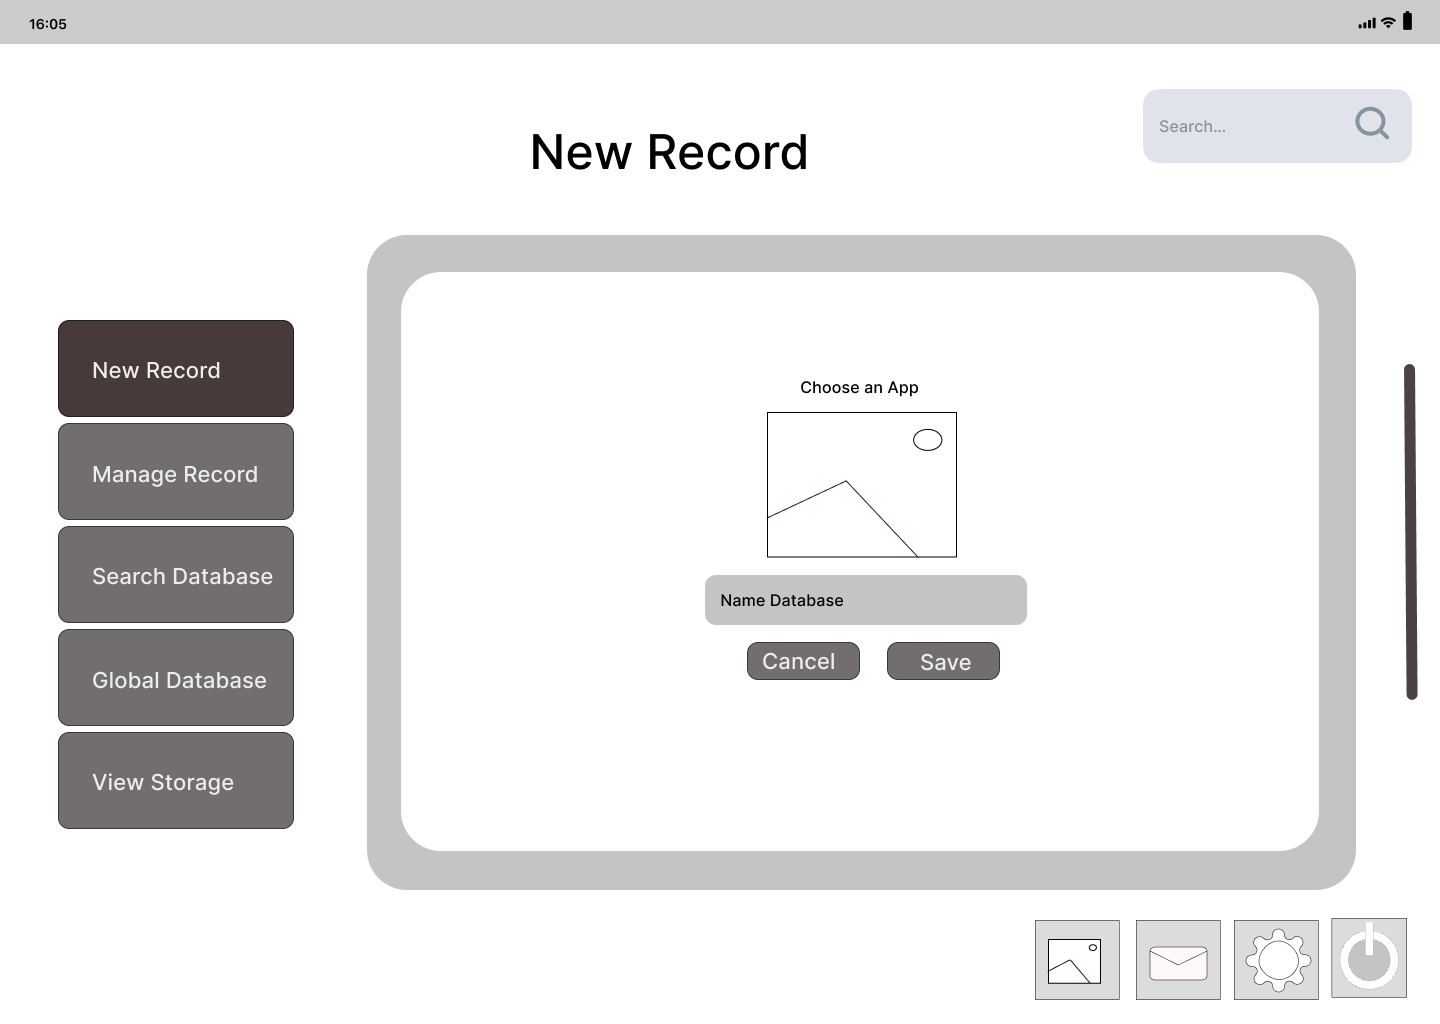 16:05
New Record
Search...
New Record
Manage Record
Search Database
Global Database
View Storage
Choose an App
Name Database
Cancel
Save